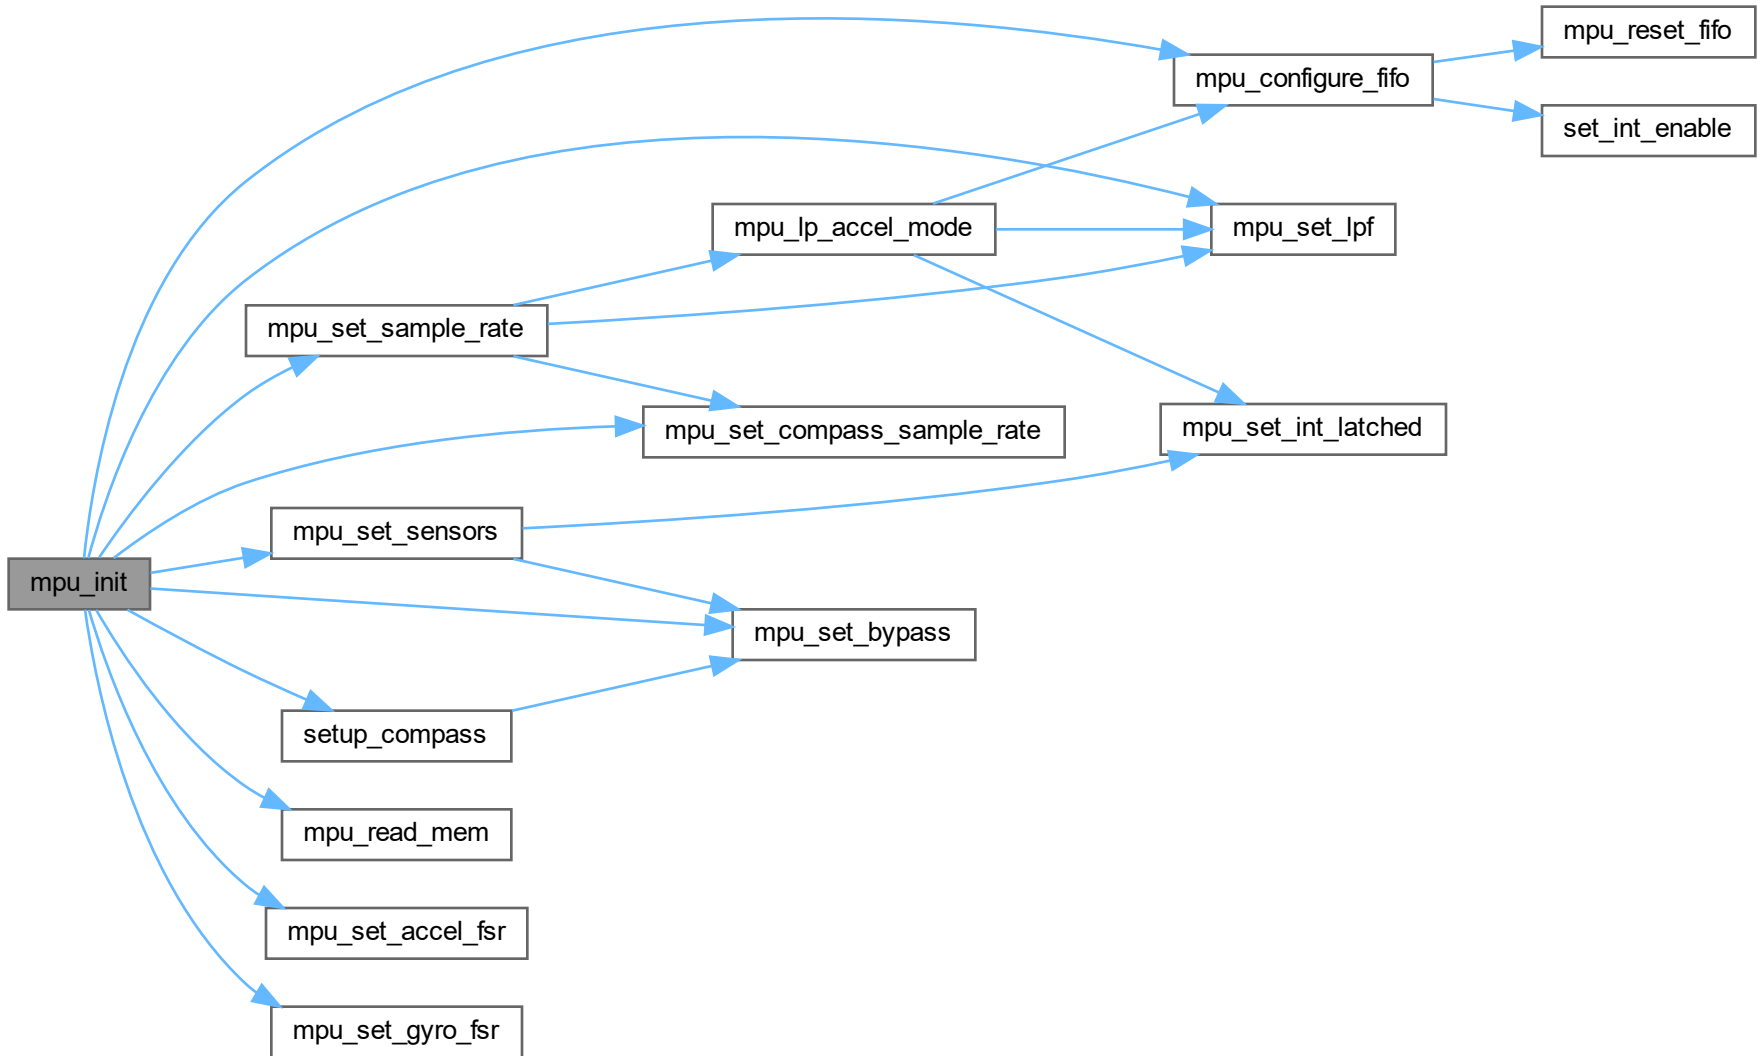 mpu_reset_fifo
mpu_configure_fifo
set_int_enable
mpu_lp_accel_mode
mpu_set_lpf
mpu_set_sample_rate
mpu_set_compass_sample_rate
mpu_set_int_latched
mpu_set_sensors
mpu_init
mpu_set_bypass
setup_compass
mpu_read_mem
mpu_set_accel_fsr
mpu_set_gyro_fsr